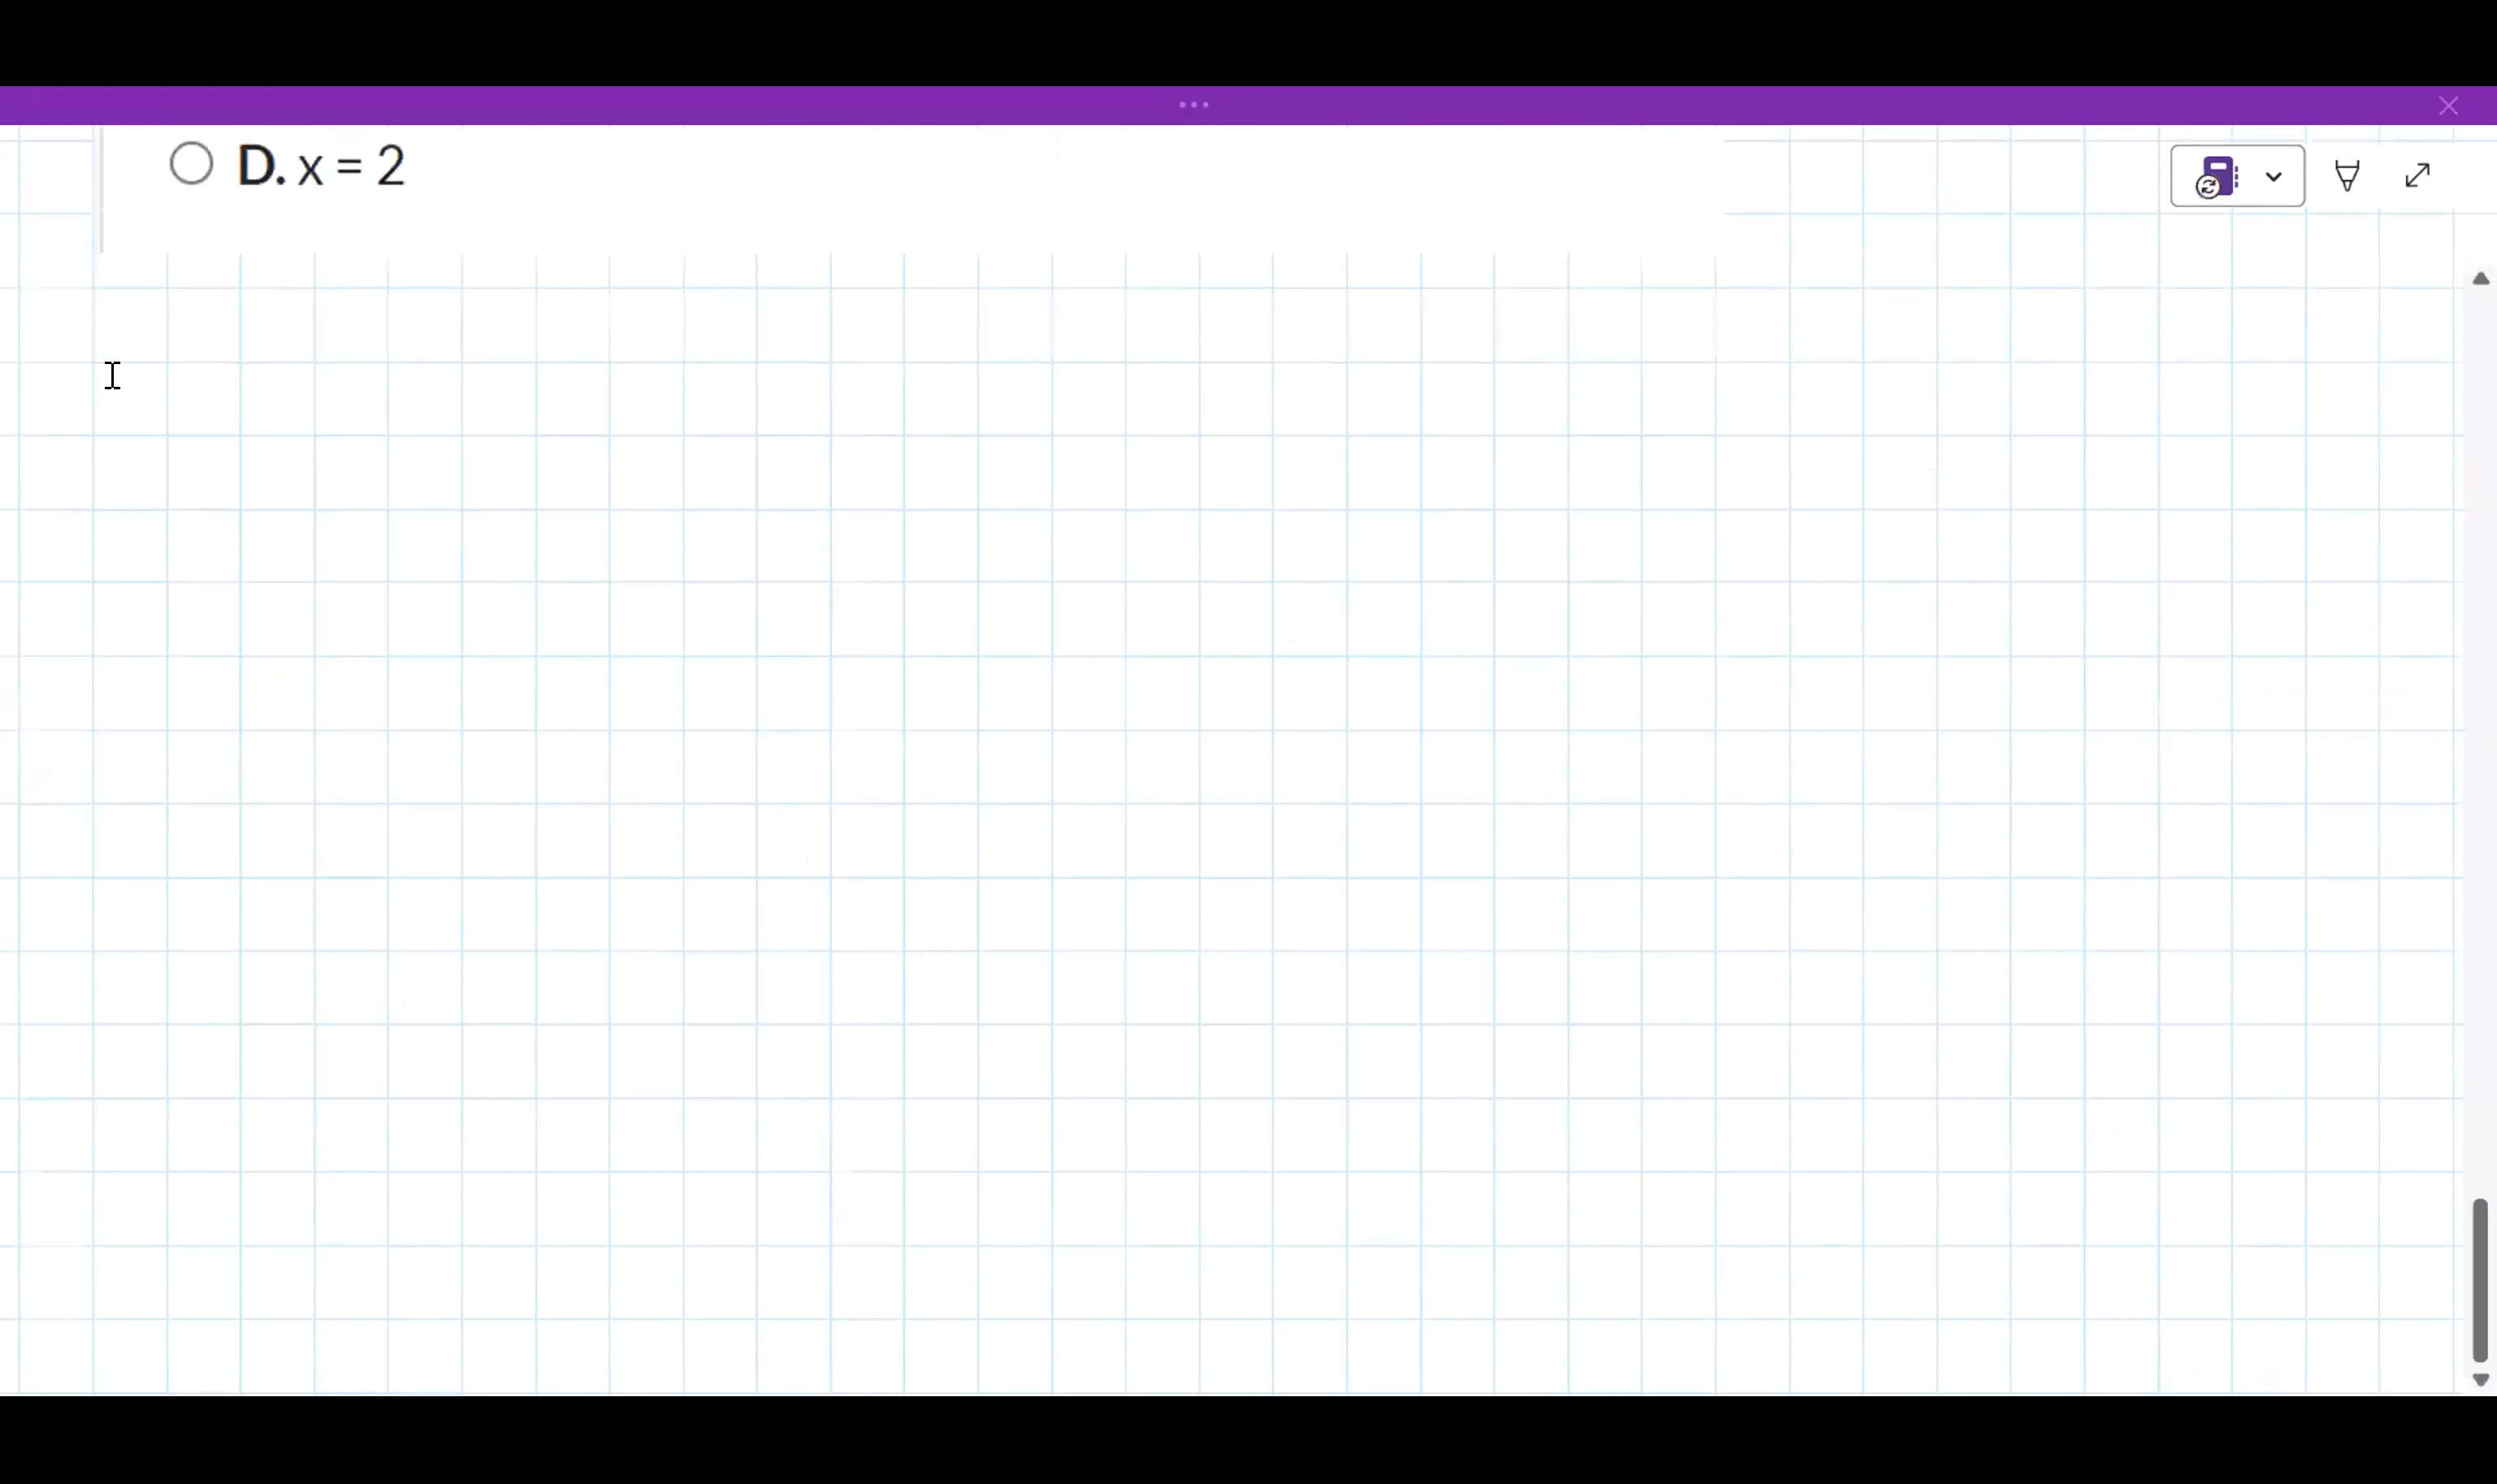 D. x = 2